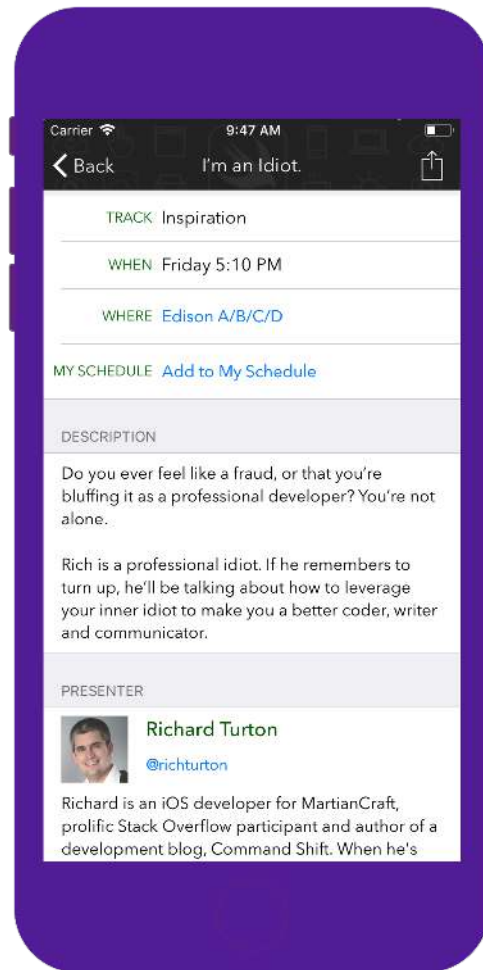 Carrier 9:47 AM
Back I'm an Idiot.
TRACK Inspiration
WHEN Friday 5:10 PM
WHERE Edison A/B/C/D
MY SCHEDULE Add to My Schedule
DESCRIPTION
Do you ever feel like a fraud, or that you're
bluffing it as a professional developer? You're not
alone.
Rich is a professional idiot. If he remembers to
turn up, he'll be talking about how to leverage
your inner idiot to make you a better coder, writer
and communicator.
PRESENTER
Richard Turton
@richturton
Richard is an iOS developer for MartianCraft,
prolific Stack Overflow participant and author of a
development blog, Command Shift. When he's